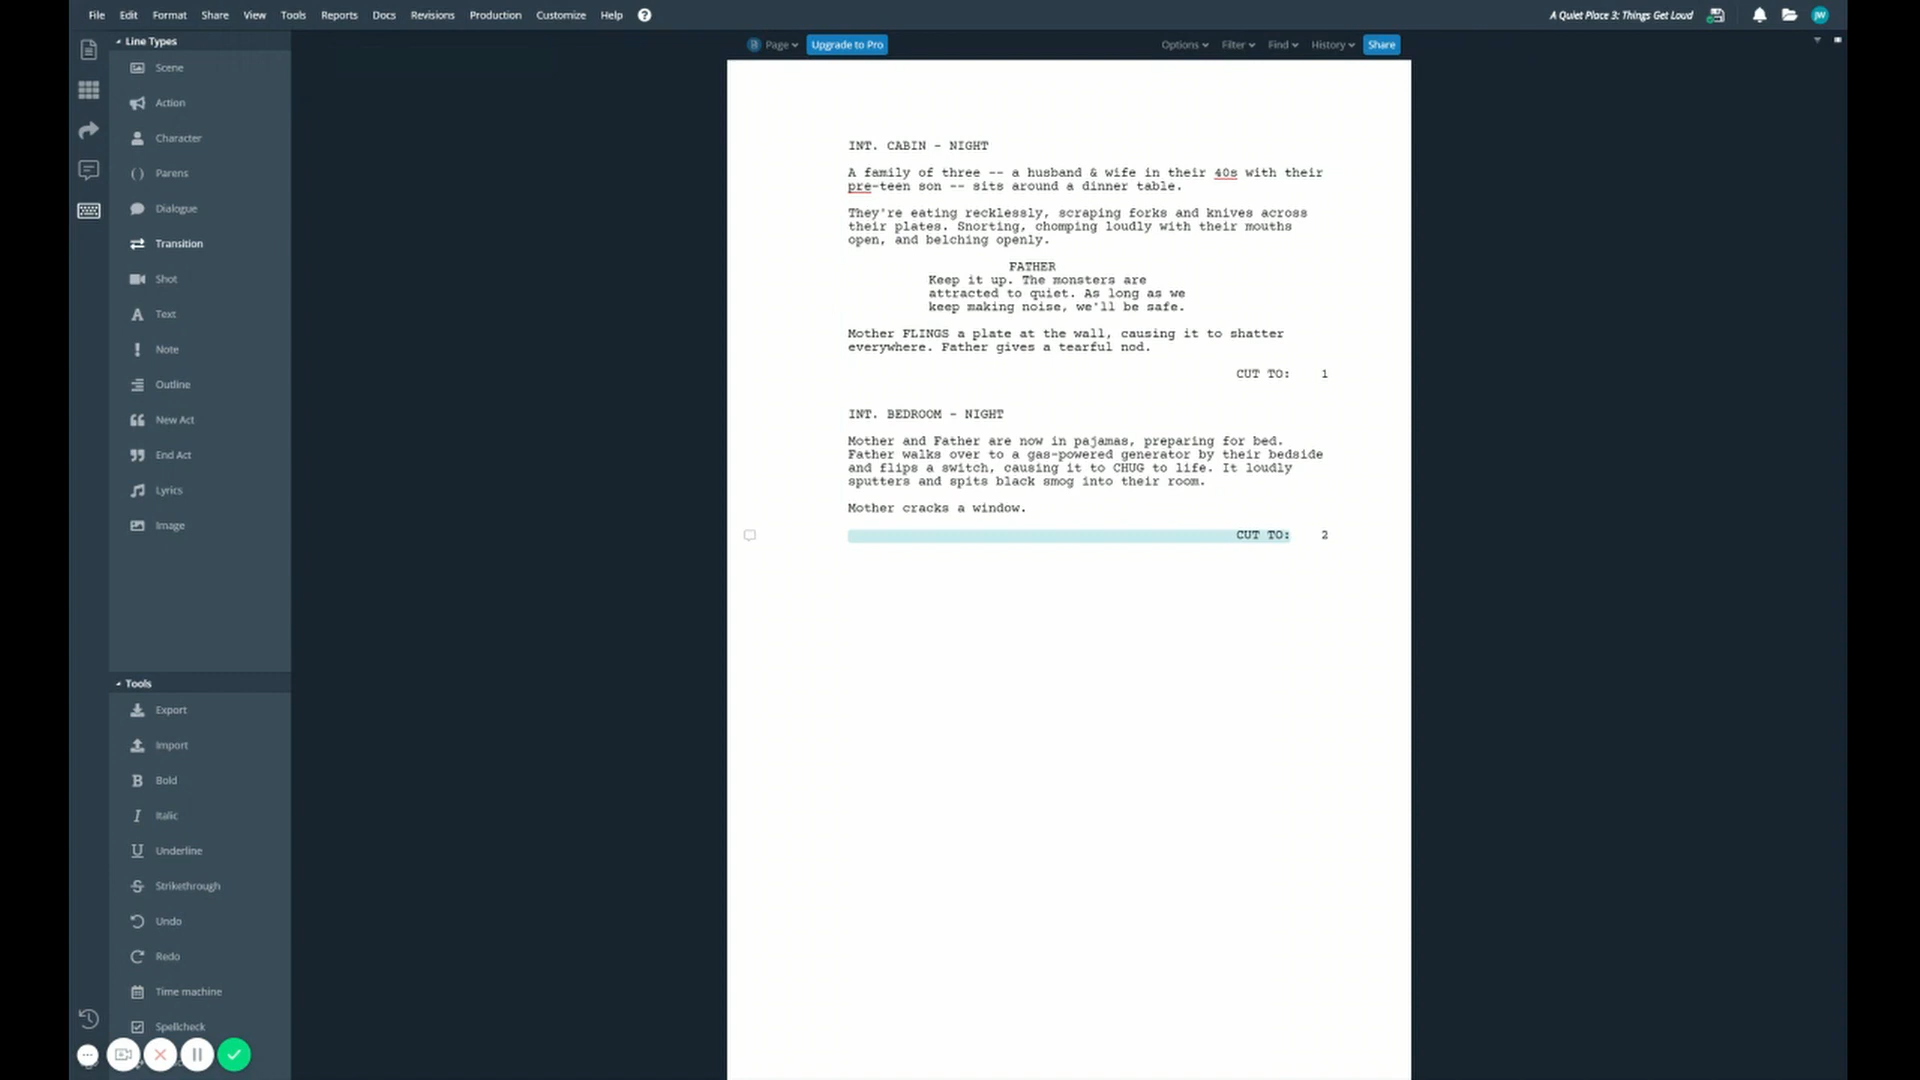 File Edit Format Share View Tools Reports Docs Revisions Production Customize Help ? A Quiet Place 3: Things Get Loud JW
Line Types
Page Upgrade to Pro Options Filter Find History Share
Scene
Action
Character
Parens
Dialogue
Transition
Shot
Text
Note
Outline
New Act
End Act
Lyrics
Image
Tools
Export
Import
Bold
Italic
Underline
Strikethrough
Undo
Redo
Time machine
Spellcheck
INT. CABIN - NIGHT
A family of three -- a husband & wife in their 40s with their
pre-teen son -- sits around a dinner table.
They're eating recklessly, scraping forks and knives across
their plates. Snorting, chomping loudly with their mouths
open, and belching openly.
FATHER
Keep it up. The monsters are
attracted to quiet. As long as we
keep making noise, we'll be safe.
Mother FLINGS a plate at the wall, causing it to shatter
everywhere. Father gives a tearful nod.
CUT TO: 1
INT. BEDROOM - NIGHT
Mother and Father are now in pajamas, preparing for bed.
Father walks over to a gas-powered generator by their bedside
and flips a switch, causing it to CHUG to life. It loudly
sputters and spits black smog into their room.
Mother cracks a window.
CUT TO: 2